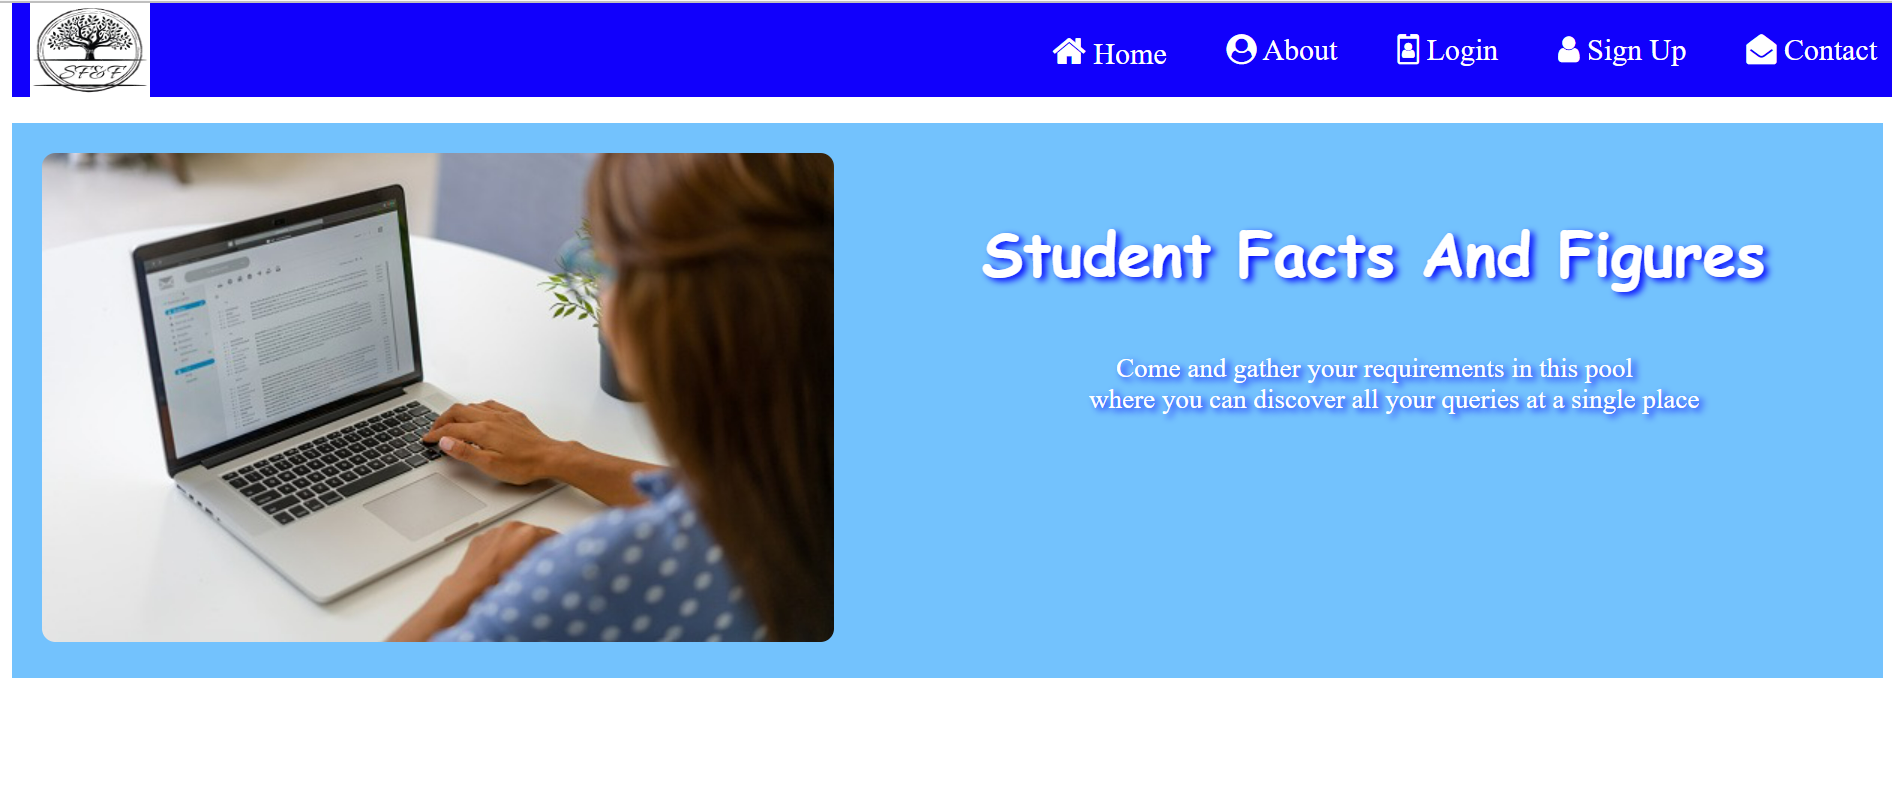 SF&F
Home About Login Sign Up Contact
Student Facts And Figures
Come and gather your requirements in this pool
where you can discover all your queries at a single place